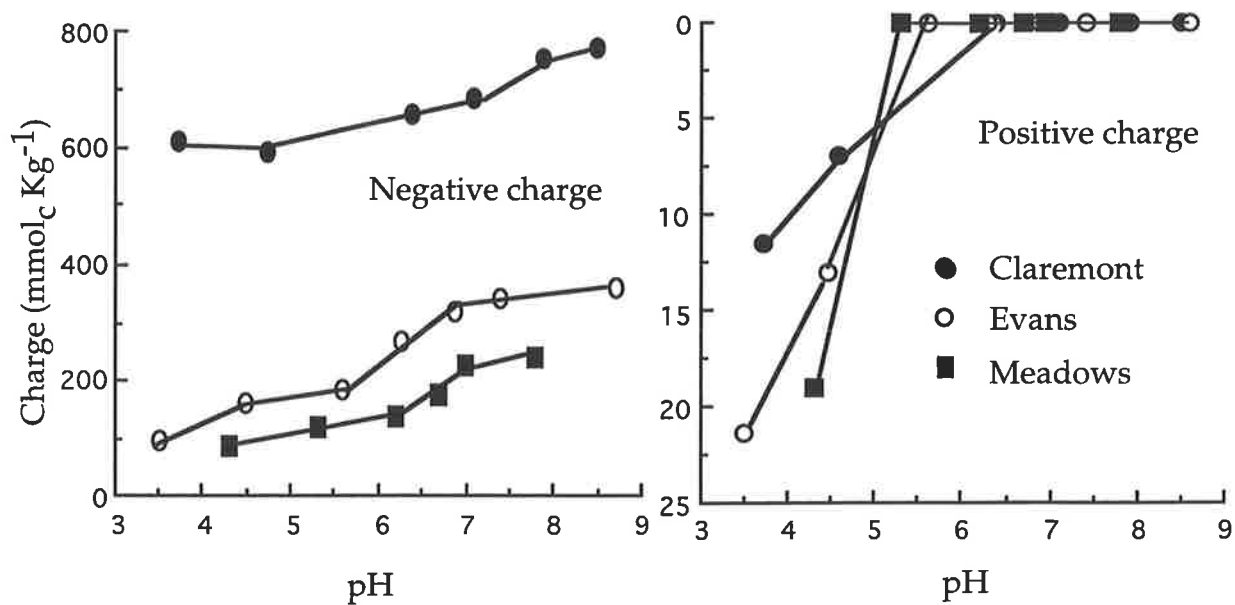 800
600
400
200
0
3 4 5 6 7 8 9
pH
Charge (mmolc Kg-1)
Negative charge
0
5
10
15
20
25
3 4 5 6 7 8 9
pH
Positive charge
Claremont
Evans
Meadows